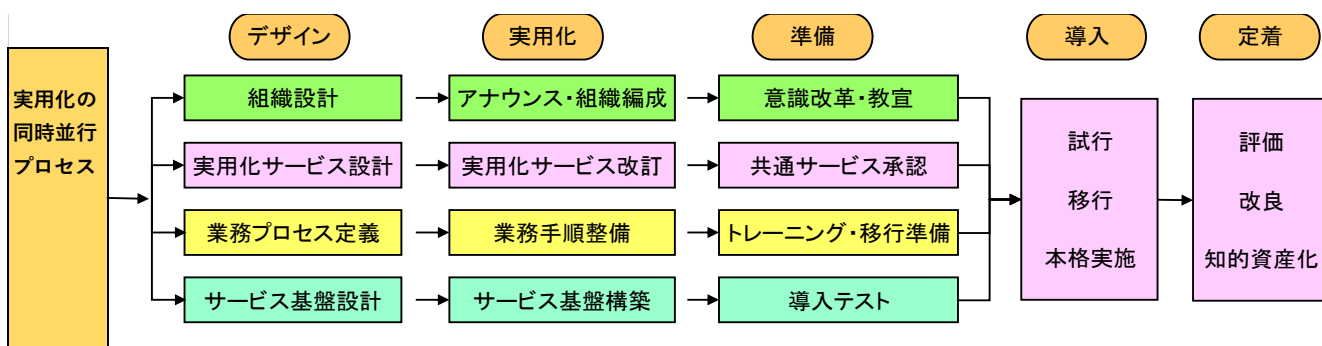 デザイン
実用化
準備
導入
定着
実用化の
同時並行
プロセス
組織設計
アナウンス・組織編成
意識改革・教宣
実用化サービス設計
実用化サービス改訂
共通サービス承認
業務プロセス定義
業務手順整備
トレーニング・移行準備
サービス基盤設計
サービス基盤構築
導入テスト
試行
移行
本格実施
評価
改良
知的資産化